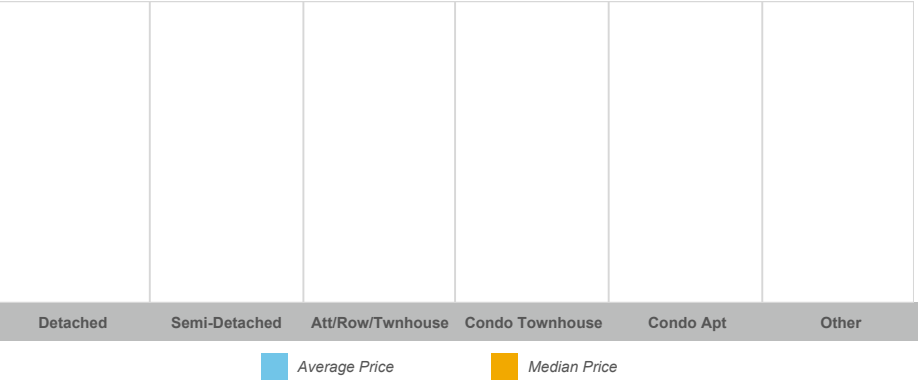 Detached Semi-Detached Att/Row/Twnhouse Condo Townhouse Condo Apt Other
Average Price Median Price